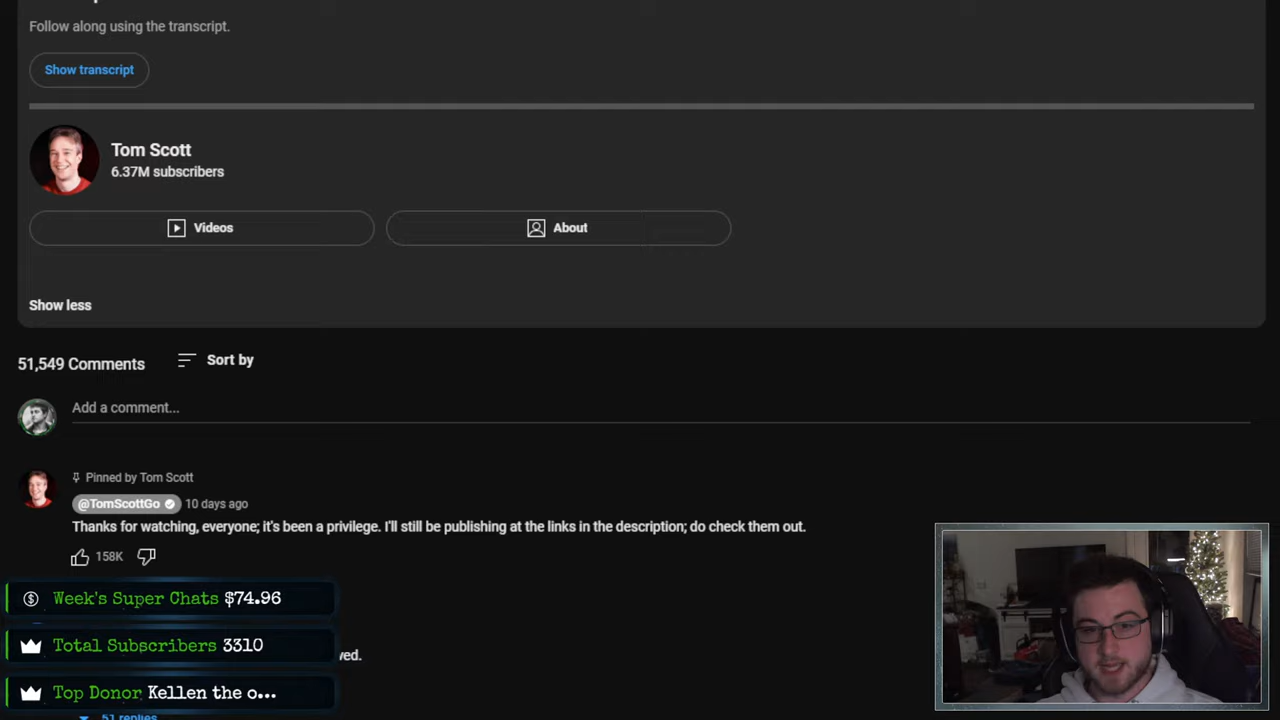 Follow along using the transcript.
Show transcript
Tom Scott
6.37M subscribers
Videos
About
Show less
51,549 Comments
Sort by
Add a comment...
Pinned by Tom Scott
@TomScottGo 10 days ago
Thanks for watching, everyone; it's been a privilege. I'll still be publishing at the links in the description; do check them out.
158K
Week's Super Chats $74.96
Total Subscribers 3310
ved.
Top Donor Kellen the o...
51 replies